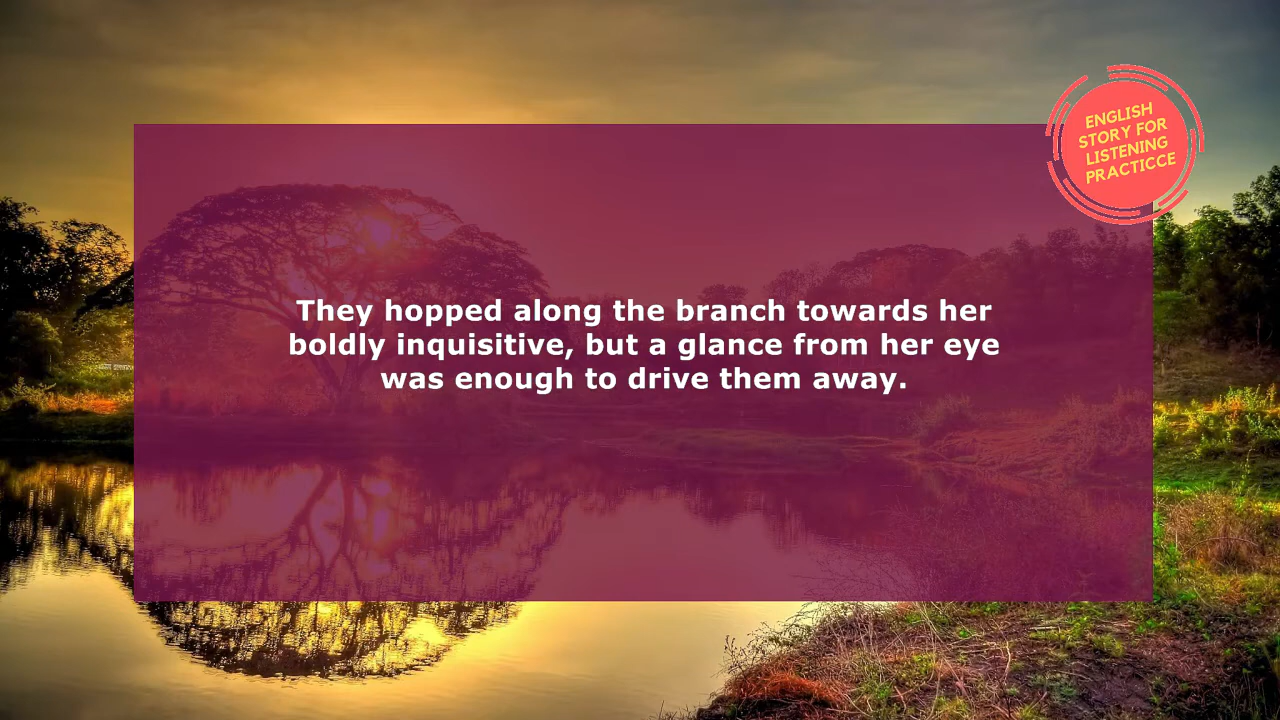 ENGLISH
STORY FOR
LISTENING
PRACTICCE
They hopped along the branch towards her
boldly inquisitive, but a glance from her eye
was enough to drive them away.